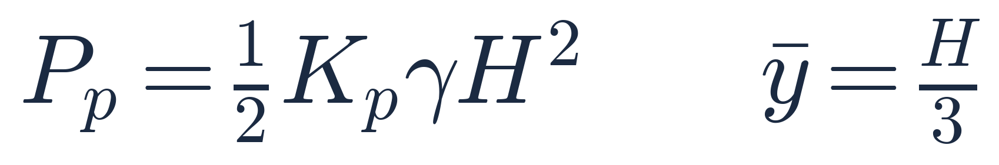 $P_p = \frac{1}{2} K_p \gamma H^2 \qquad \bar{y} = \frac{H}{3}$